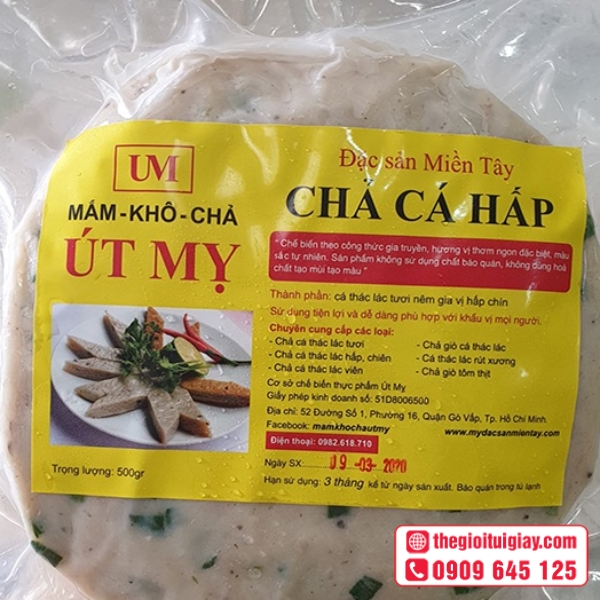 UM
MẮM-KHÔ-CHẢ
ÚT MỴ
Đặc sản Miền Tây
CHẢ CÁ HẤP
" Chế biến theo công thức gia truyền, hương vị thơm ngon đặc biệt, màu
sắc tự nhiên. Sản phẩm không sử dụng chất bảo quản, không dùng hoá
chất tạo mùi tạo màu "
Thành phần: cá thác lác tươi nêm gia vị hấp chín
Sử dụng tiện lợi và dễ dàng phù hợp với khẩu vị mọi người.
Chuyên cung cấp các loại:
- Chả cá thác lác tươi
- Chả giò cá thác lác
- Chả cá thác lác hấp, chiên
- Cá thác lác rút xương
- Chả cá thác lác viên
- Chả giò tôm thịt
Cơ sở chế biến thực phẩm Út Mỵ
Giấy phép kinh doanh số: 51D8006500
Địa chỉ: 52 Đường Số 1, Phường 16, Quận Gò Vấp, Tp. Hồ Chí Minh
Facebook: mamkhochautmy
www.mydacsanmientay.com
Điện thoại: 0982.618.710
Ngày SX: 09-03-2020
Trọng lượng: 500gr
Hạn sử dụng: 3 tháng kể từ ngày sản xuất. Bảo quản trong tủ lạnh
thegioituigiay.com
0909 645 125